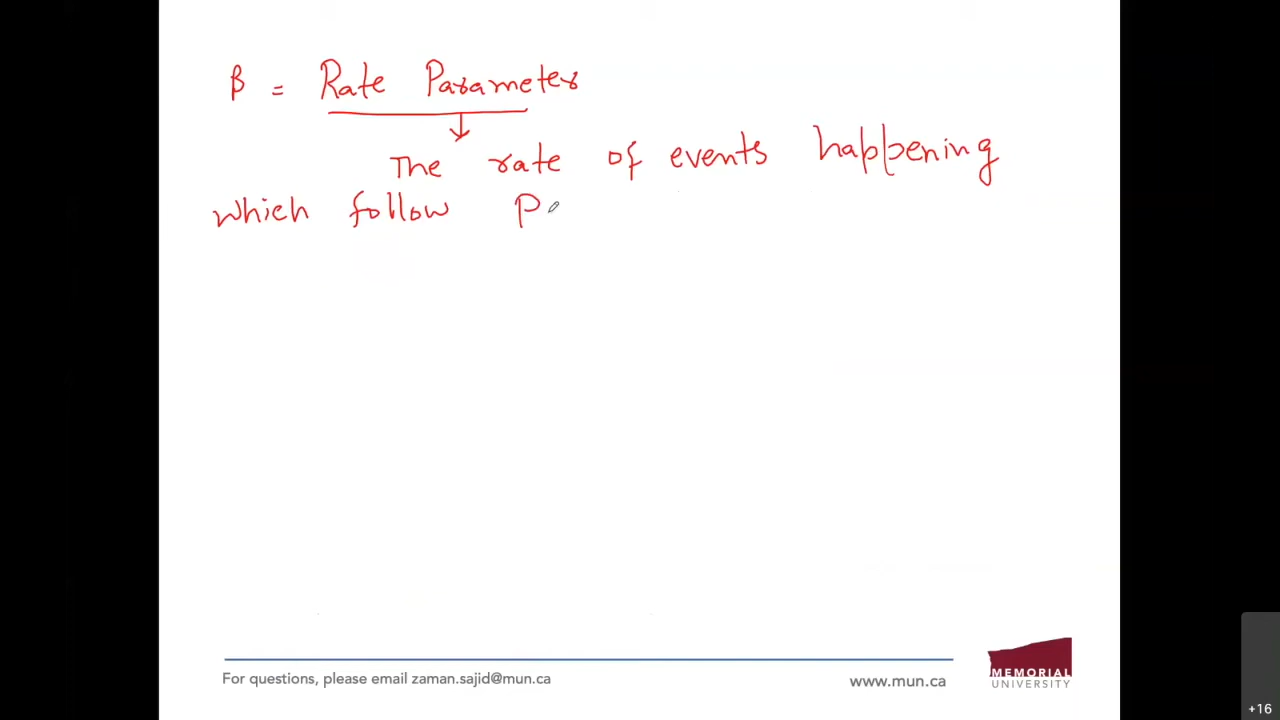 β = Rate Parameter
The rate of events happening
which follow P
For questions, please email zaman.sajid@mun.ca
www.mun.ca
MEMORIAL
UNIVERSITY
+16